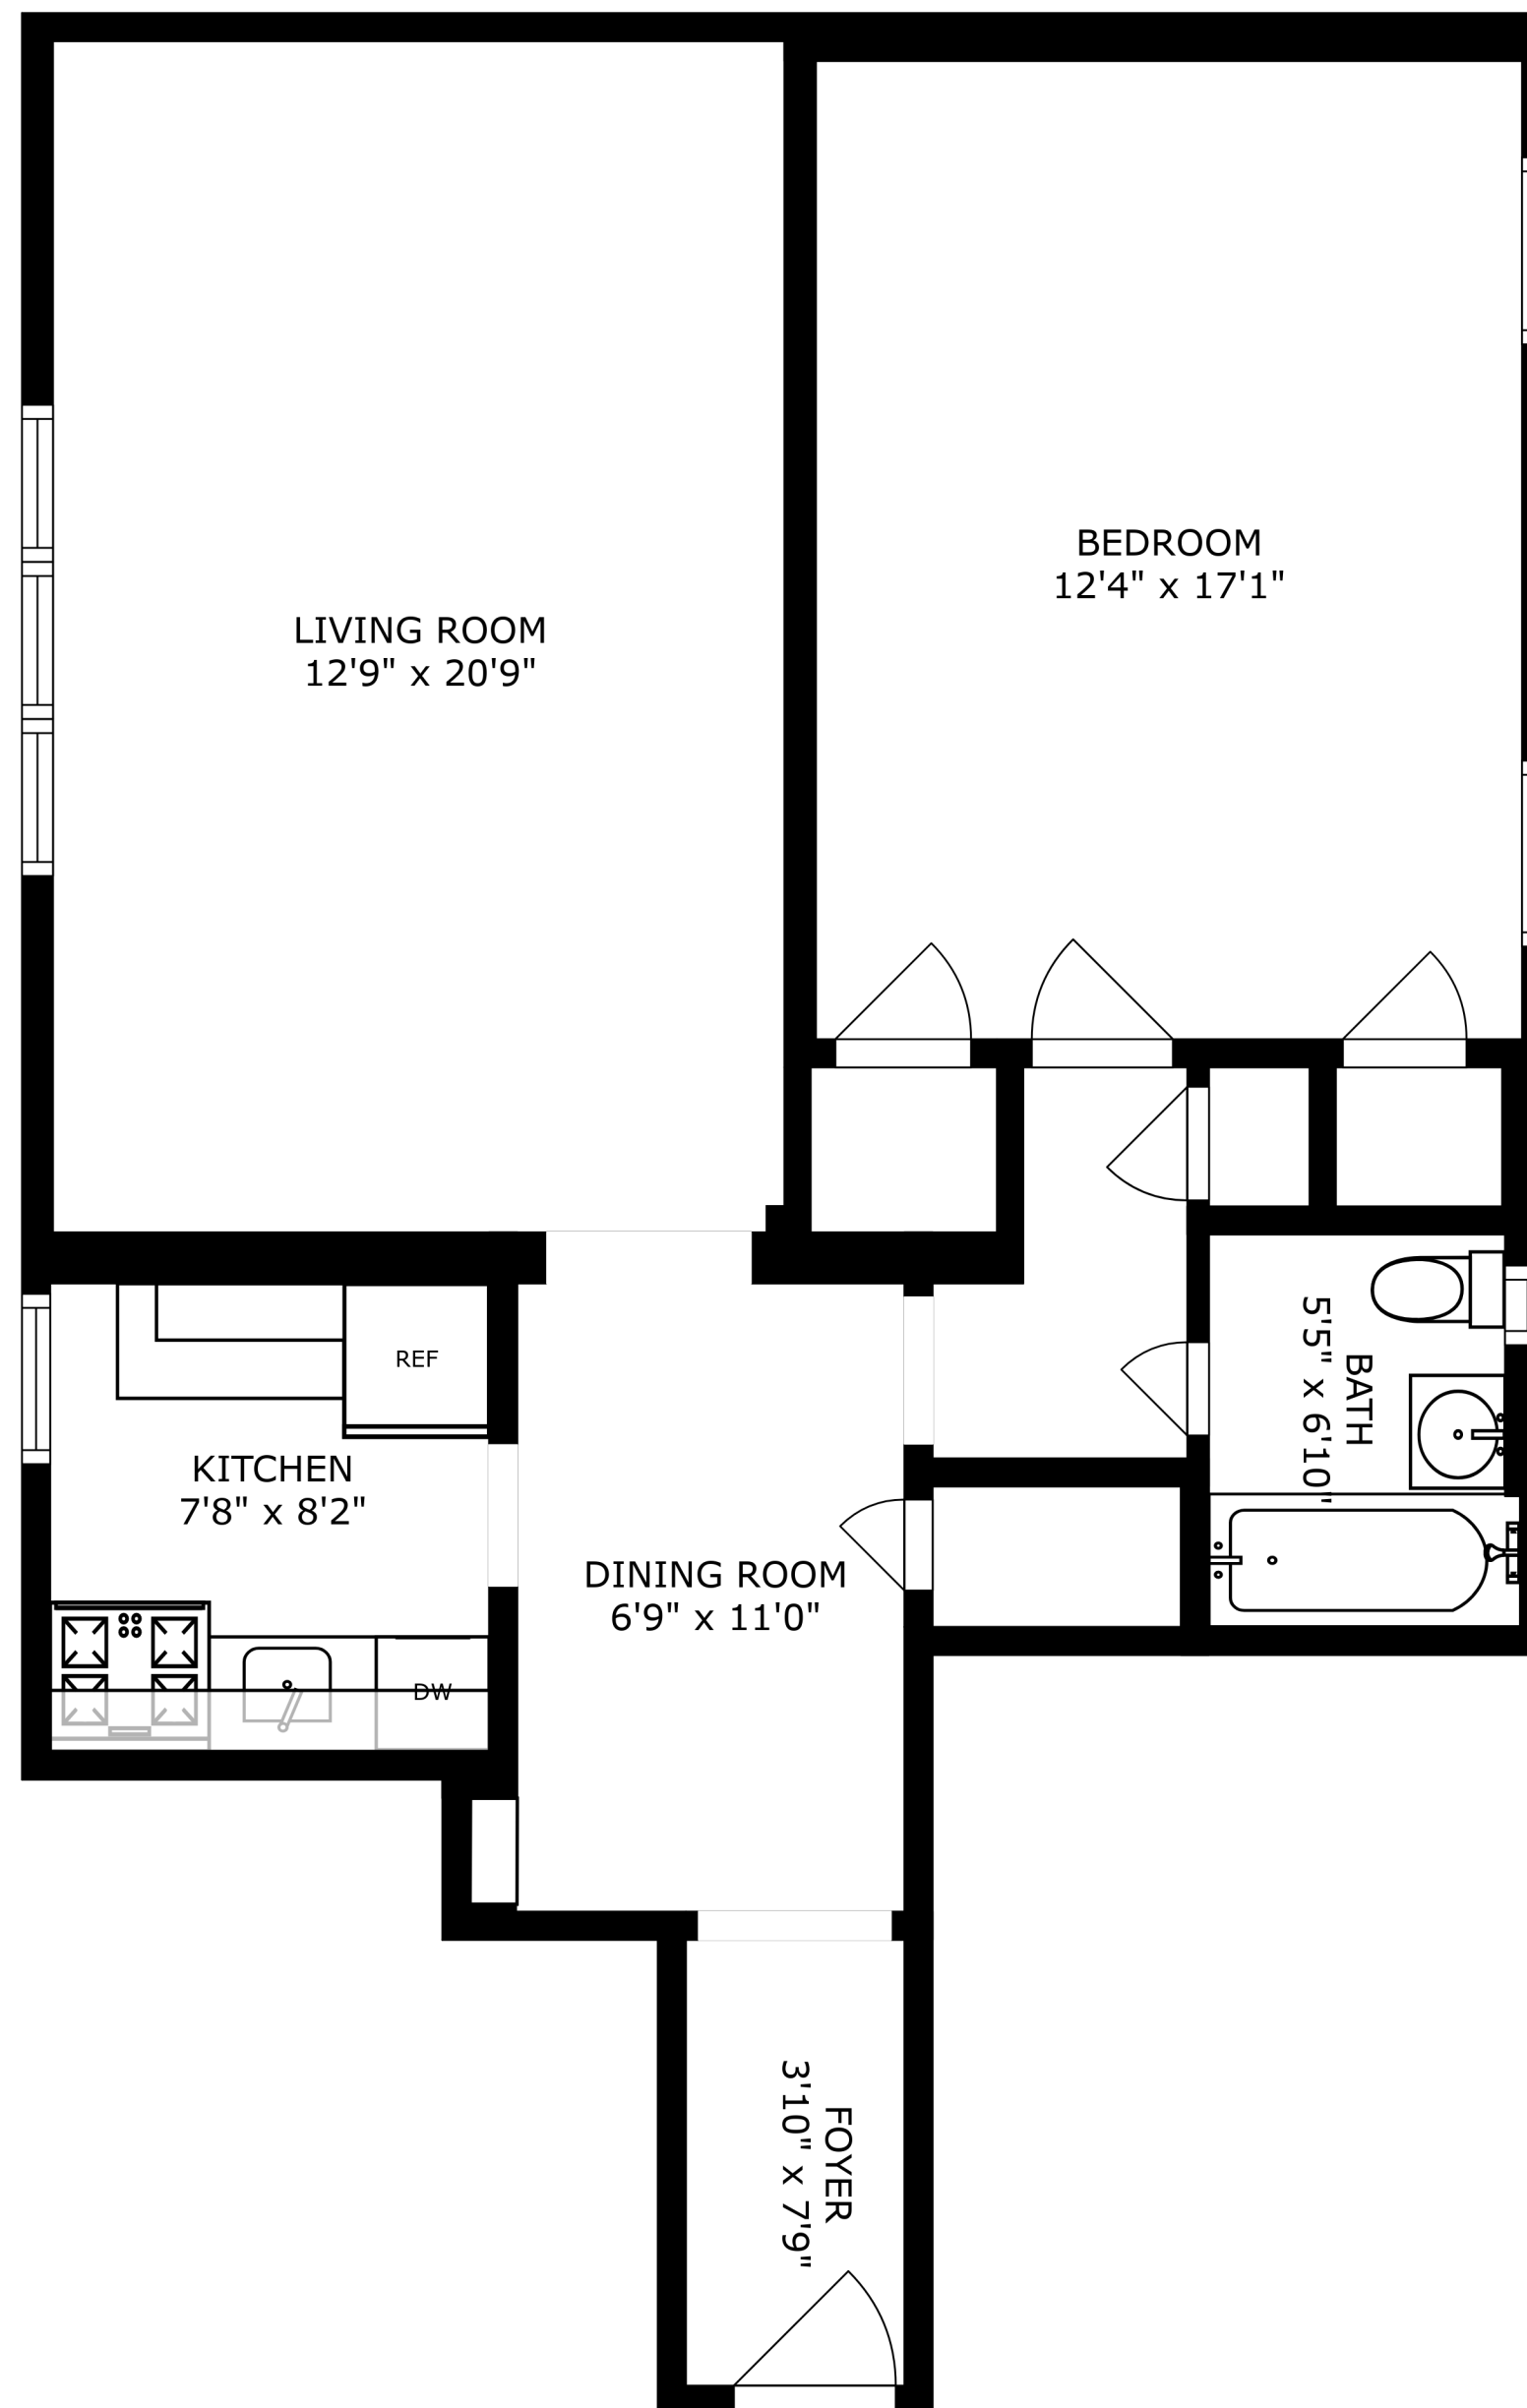 BEDROOM
12'4" x 17'1"
LIVING ROOM
12'9" x 20'9"
REF
BATH
5'5" x 6'10"
KITCHEN
7'8" x 8'2"
DINING ROOM
6'9" x 11'0"
DW
FOYER
3'10" x 7'9"